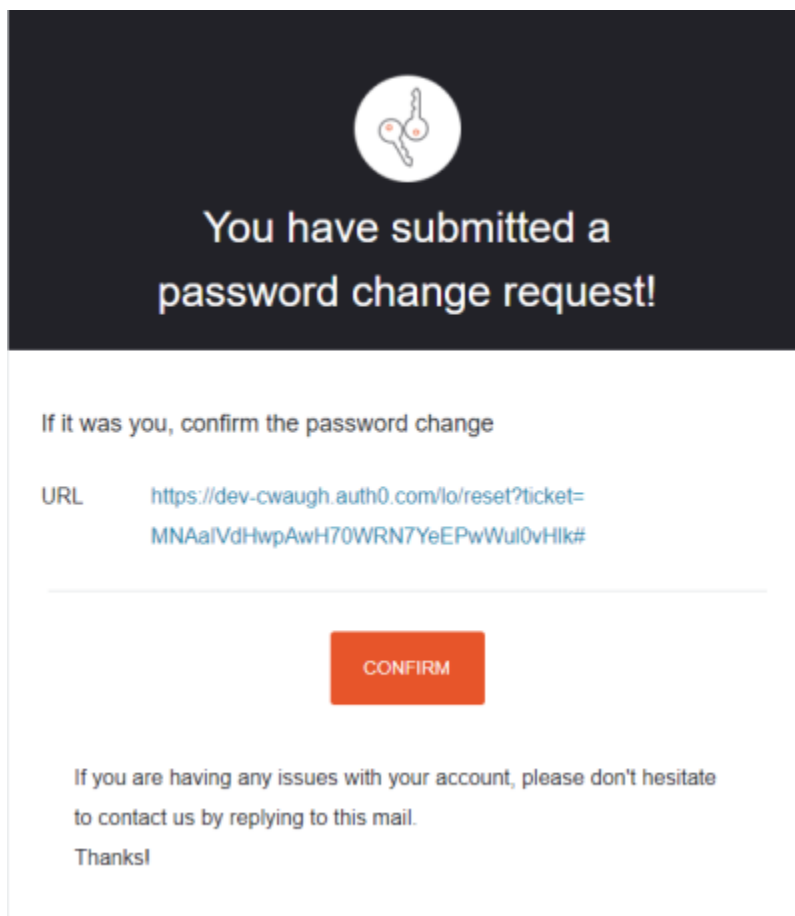 You have submitted a
password change request!
If it was you, confirm the password change
URL https://dev-cwaugh.auth0.com/lo/reset?ticket=
MNAalVdHwpAwH70WRN7YeEPwWul0vHlk#
CONFIRM
If you are having any issues with your account, please don't hesitate
to contact us by replying to this mail.
Thanks!